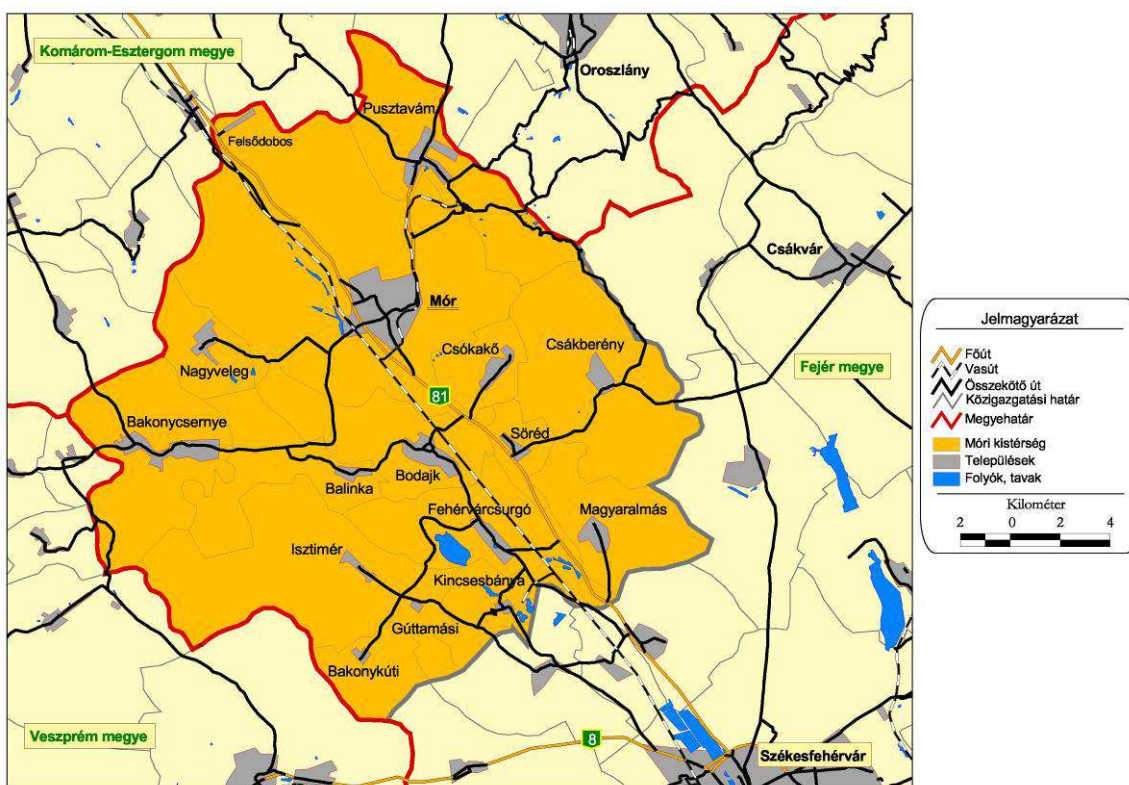 Komárom-Esztergom megye
Oroszlány
Pusztavám
Felsődobos
Csákvár
Mór
Csókakő
Csákberény
Nagyveleg
Fejér megye
81
Bakonycsernye
Söréd
Balinka
Bodajk
Fehérvárcsurgó
Magyaralmás
Isztimér
Kincsesbánya
Gúttamási
Bakonykúti
Veszprém megye
8
Székesfehérvár
Jelmagyarázat
Főút
Vasút
Összekötő út
Közigazgatási határ
Megyehatár
Móri kistérség
Települések
Folyók, tavak
Kilométer
2 0 2 4